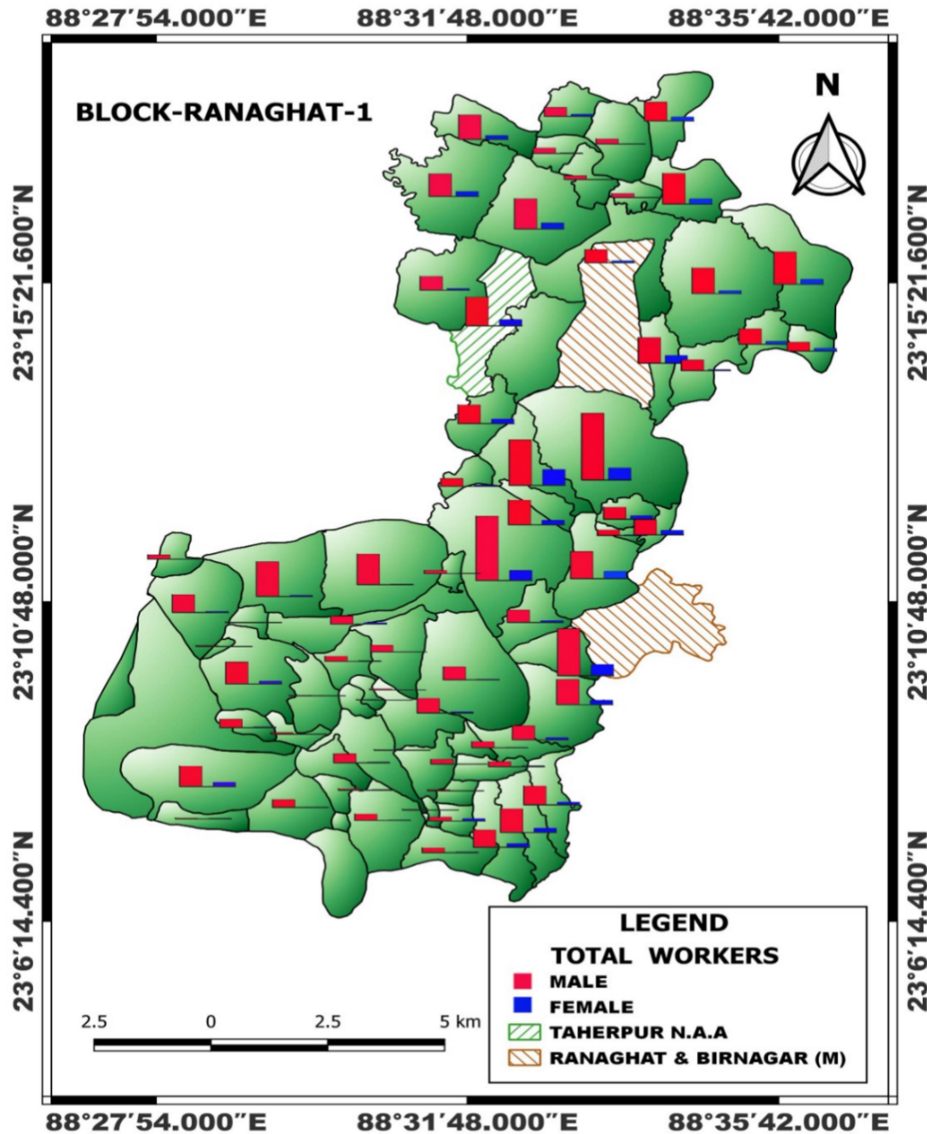 88°27′54.000″E 88°31′48.000″E 88°35′42.000″E
BLOCK-RANAGHAT-1
N
23°15′21.600″N 23°15′21.600″N
23°10′48.000″N 23°10′48.000″N
23°6′14.400″N 23°6′14.400″N
LEGEND
TOTAL WORKERS
MALE
FEMALE
TAHERPUR N.A.A
RANAGHAT & BIRNAGAR (M)
2.5 0 2.5 5 km
88°27′54.000″E 88°31′48.000″E 88°35′42.000″E